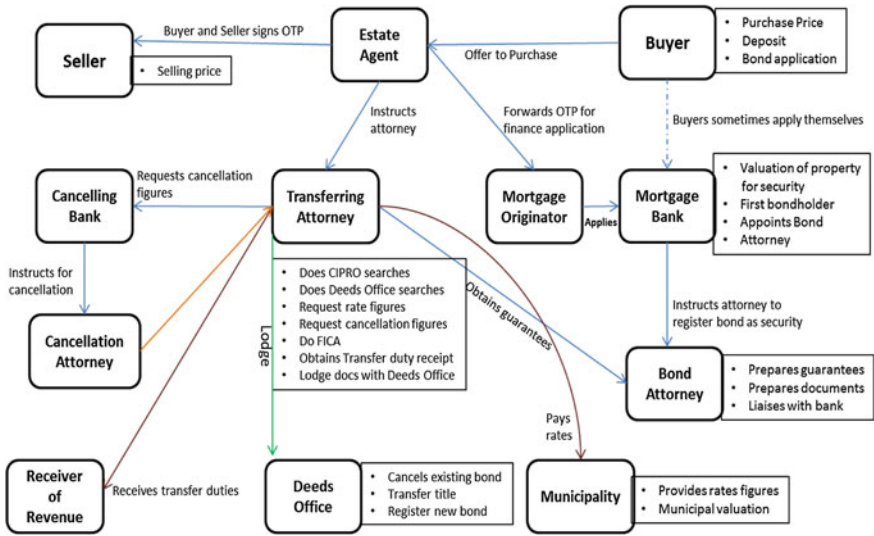 Buyer and Seller signs OTP
Seller
• Selling price
Estate
Agent
Offer to Purchase
Buyer
• Purchase Price
• Deposit
• Bond application
Instructs
attorney
Forwards OTP for
finance application
Buyers sometimes apply themselves
Cancelling
Bank
Requests cancellation
figures
Transferring
Attorney
Mortgage
Originator
Applies
Mortgage
Bank
• Valuation of property
for security
• First bondholder
• Appoints Bond
• Attorney
Instructs for
cancellation
Cancellation
Attorney
Lodge
• Does CIPRO searches
• Does Deeds Office searches
• Request rate figures
• Request cancellation figures
• Do FICA
• Obtains Transfer duty receipt
• Lodge docs with Deeds Office
Obtains guarantees
Instructs attorney to
register bond as security
Bond
Attorney
• Prepares guarantees
• Prepares documents
• Liaises with bank
Pays
rates
Receiver
of
Revenue
Receives transfer duties
Deeds
Office
• Cancels existing bond
• Transfer title
• Register new bond
Municipality
• Provides rates figures
• Municipal valuation